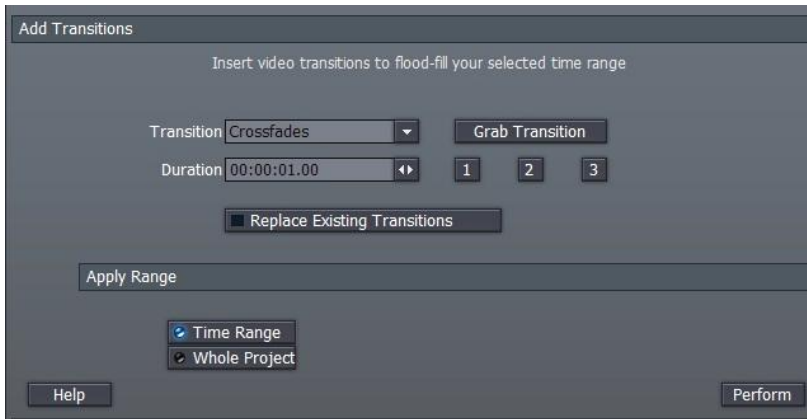 Add Transitions
Insert video transitions to flood-fill your selected time range
Transition Crossfades Grab Transition
Duration 00:00:01.00 1 2 3
Replace Existing Transitions
Apply Range
Time Range
Whole Project
Help Perform